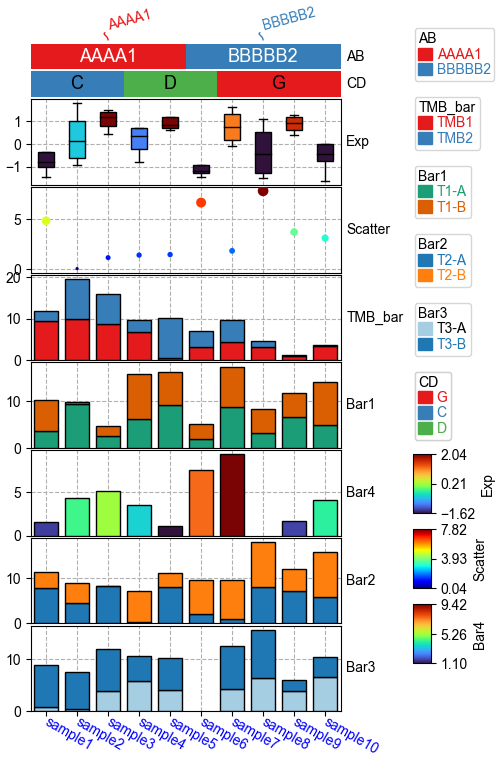 AAAA1
BBBBB2
AAAA1 BBBBB2 AB
C D G CD
1
0
−1
Exp
5
0
Scatter
20
10
0
TMB_bar
10
0
Bar1
5
0
Bar4
10
0
Bar2
10
0
Bar3
sample1 sample2 sample3 sample4 sample5 sample6 sample7 sample8 sample9 sample10
AB
AAAA1
BBBBB2
TMB_bar
TMB1
TMB2
Bar1
T1-A
T1-B
Bar2
T2-A
T2-B
Bar3
T3-A
T3-B
CD
G
C
D
2.04
0.21
−1.62
Exp
7.82
3.93
0.04
Scatter
9.42
5.26
1.10
Bar4